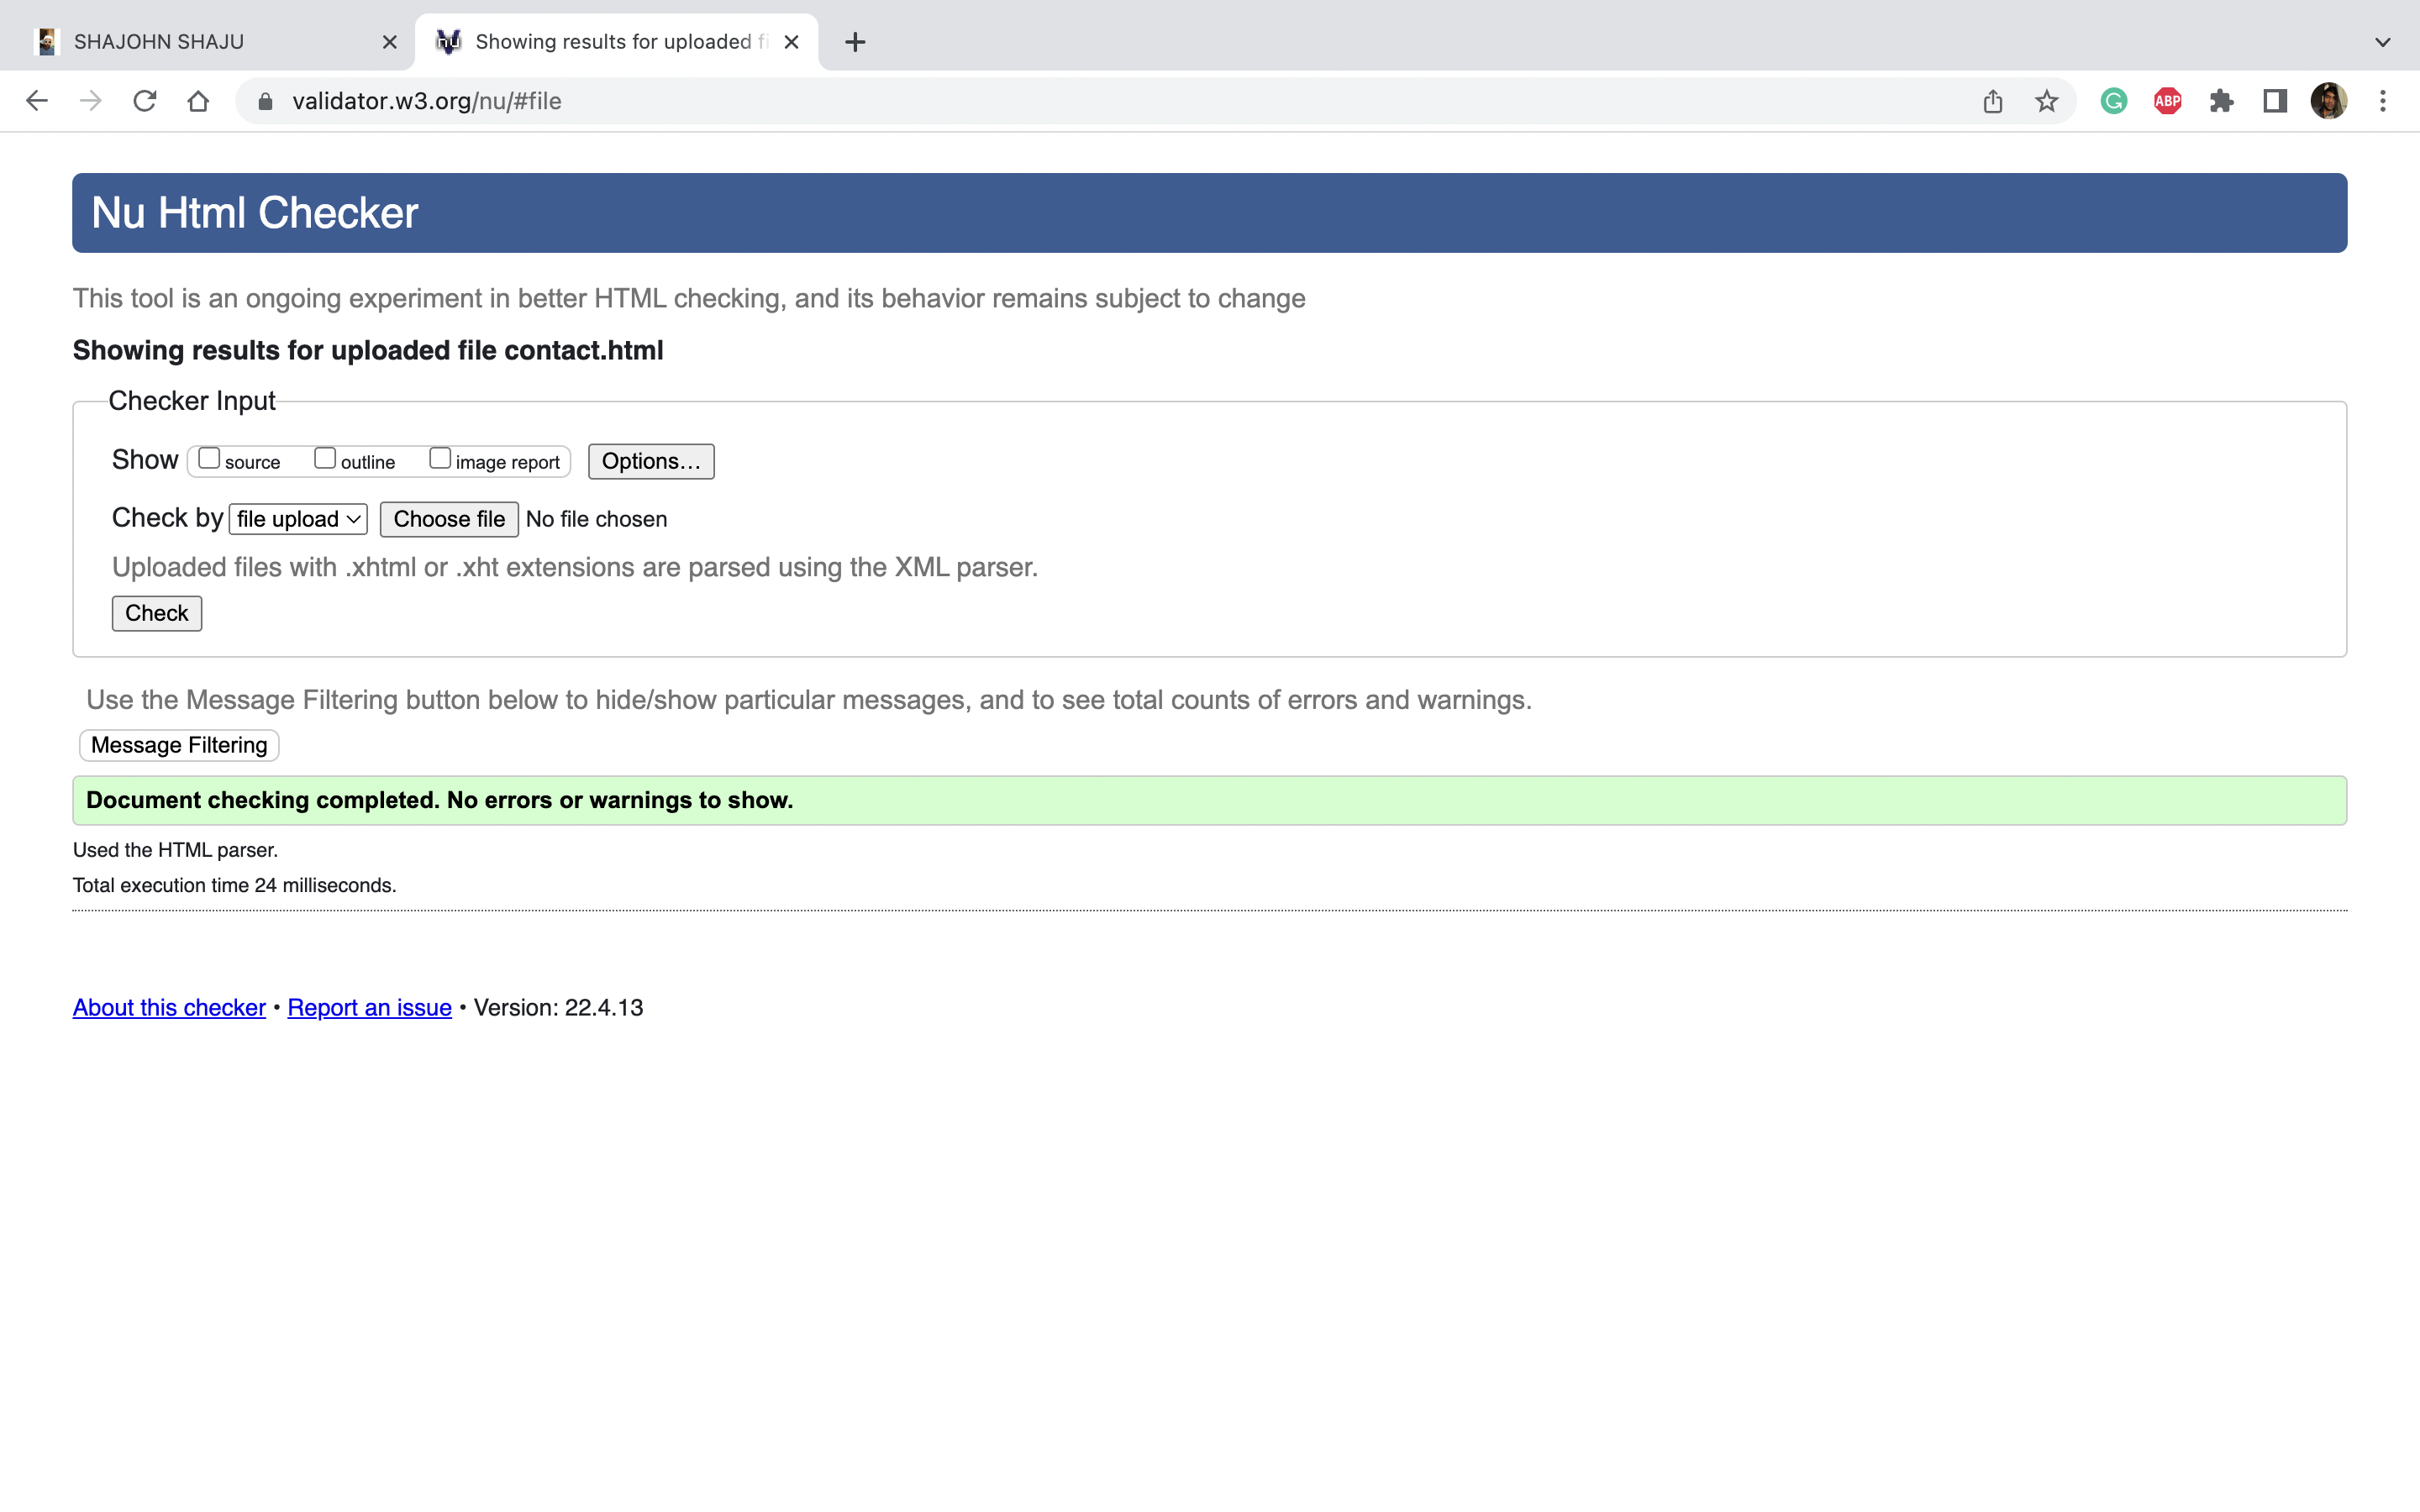 SHAJOHN SHAJU
Showing results for uploaded fi
validator.w3.org/nu/#file
ABP
Nu Html Checker
This tool is an ongoing experiment in better HTML checking, and its behavior remains subject to change
Showing results for uploaded file contact.html
Checker Input
Show source outline image report Options...
Check by file upload Choose file No file chosen
Uploaded files with .xhtml or .xht extensions are parsed using the XML parser.
Check
Use the Message Filtering button below to hide/show particular messages, and to see total counts of errors and warnings.
Message Filtering
Document checking completed. No errors or warnings to show.
Used the HTML parser.
Total execution time 24 milliseconds.
About this checker • Report an issue • Version: 22.4.13